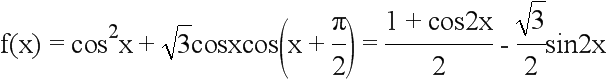 f(x) = cos²x + √3cosxcos(x + π/2) = (1 + cos2x)/2 - (√3/2)sin2x